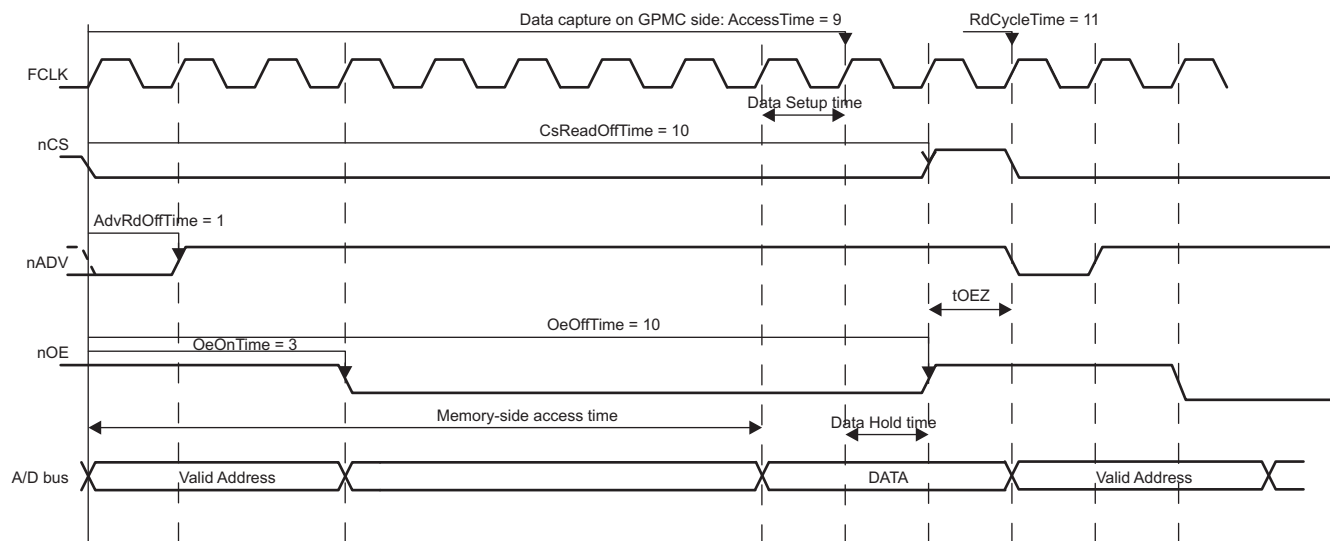 Data capture on GPMC side: AccessTime = 9
RdCycleTime = 11
FCLK
Data Setup time
CsReadOffTime = 10
nCS
AdvRdOffTime = 1
nADV
tOEZ
OeOffTime = 10
OeOnTime = 3
nOE
Memory-side access time
Data Hold time
A/D bus
Valid Address
DATA
Valid Address